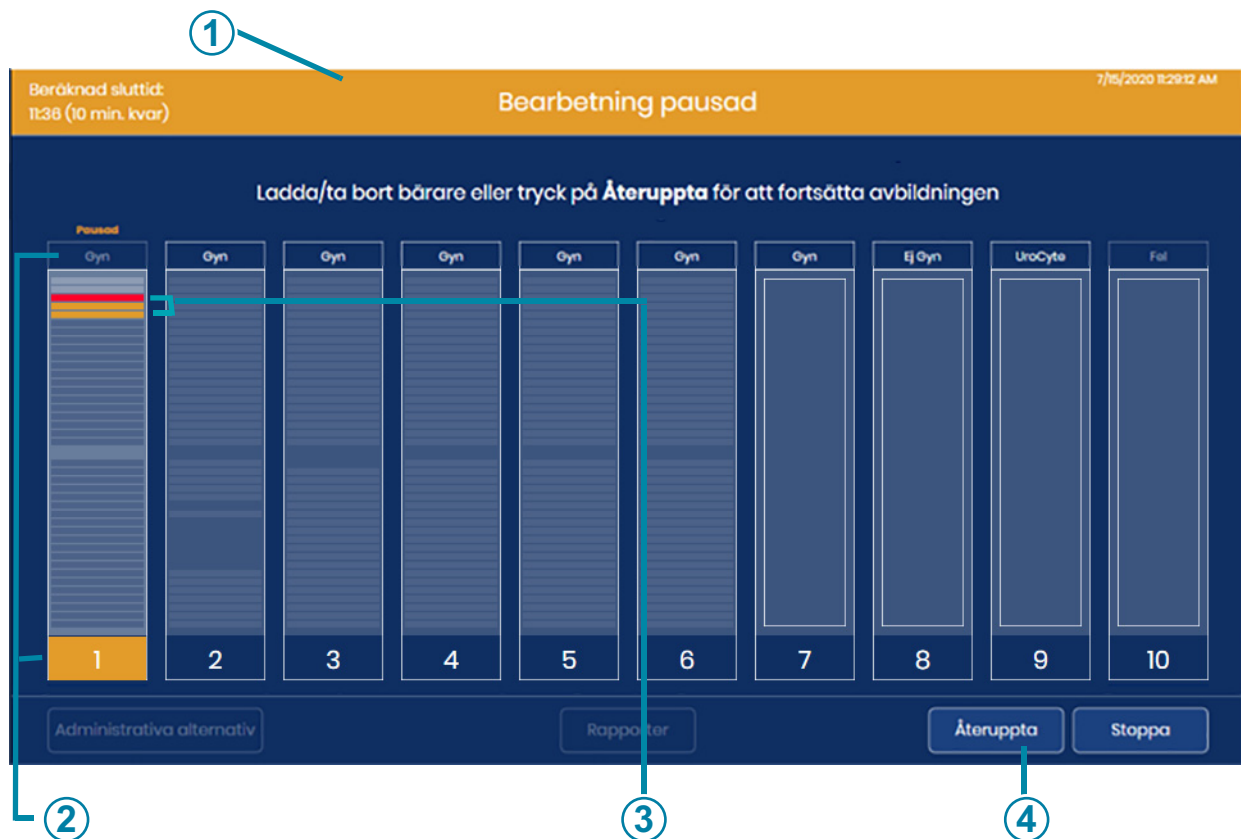 1
Beräknad sluttid:
11:36 (10 min. kvar)
Bearbetning pausad
7/15/2020 11:29:12 AM
Ladda/ta bort bärare eller tryck på Återuppta för att fortsätta avbildningen
Pausad
Gyn Gyn Gyn Gyn Gyn Gyn Gyn Ej Gyn UroCyte Fel
1 2 3 4 5 6 7 8 9 10
Administrativa alternativ Rapporter Återuppta Stoppa
2 3 4